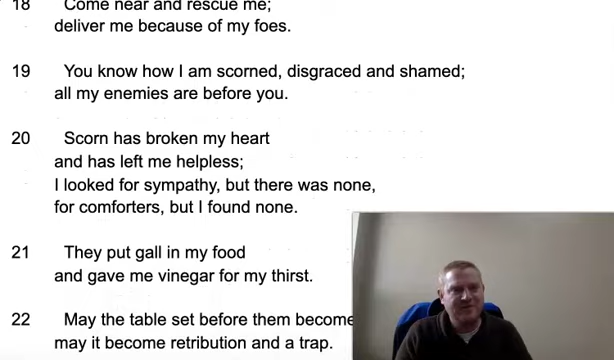 18 Come near and rescue me;
deliver me because of my foes.
19 You know how I am scorned, disgraced and shamed;
all my enemies are before you.
20 Scorn has broken my heart
and has left me helpless;
I looked for sympathy, but there was none,
for comforters, but I found none.
21 They put gall in my food
and gave me vinegar for my thirst.
22 May the table set before them become
may it become retribution and a trap.